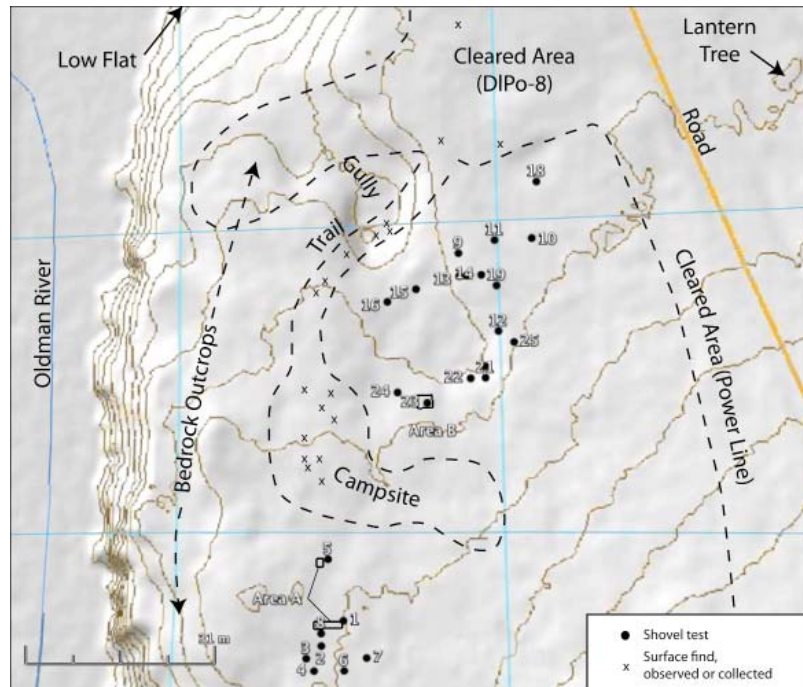 Low Flat
Cleared Area
(DlPo-8)
Lantern
Tree
Road
Gully
Trail
18
11
9
10
13
14
19
15
16
12
25
21
22
24
23
Area B
Oldman River
Bedrock Outcrops
Cleared Area (Power Line)
Campsite
5
Area A
8
1
3
2
4
6
7
21 m
Shovel test
x Surface find,
observed or collected